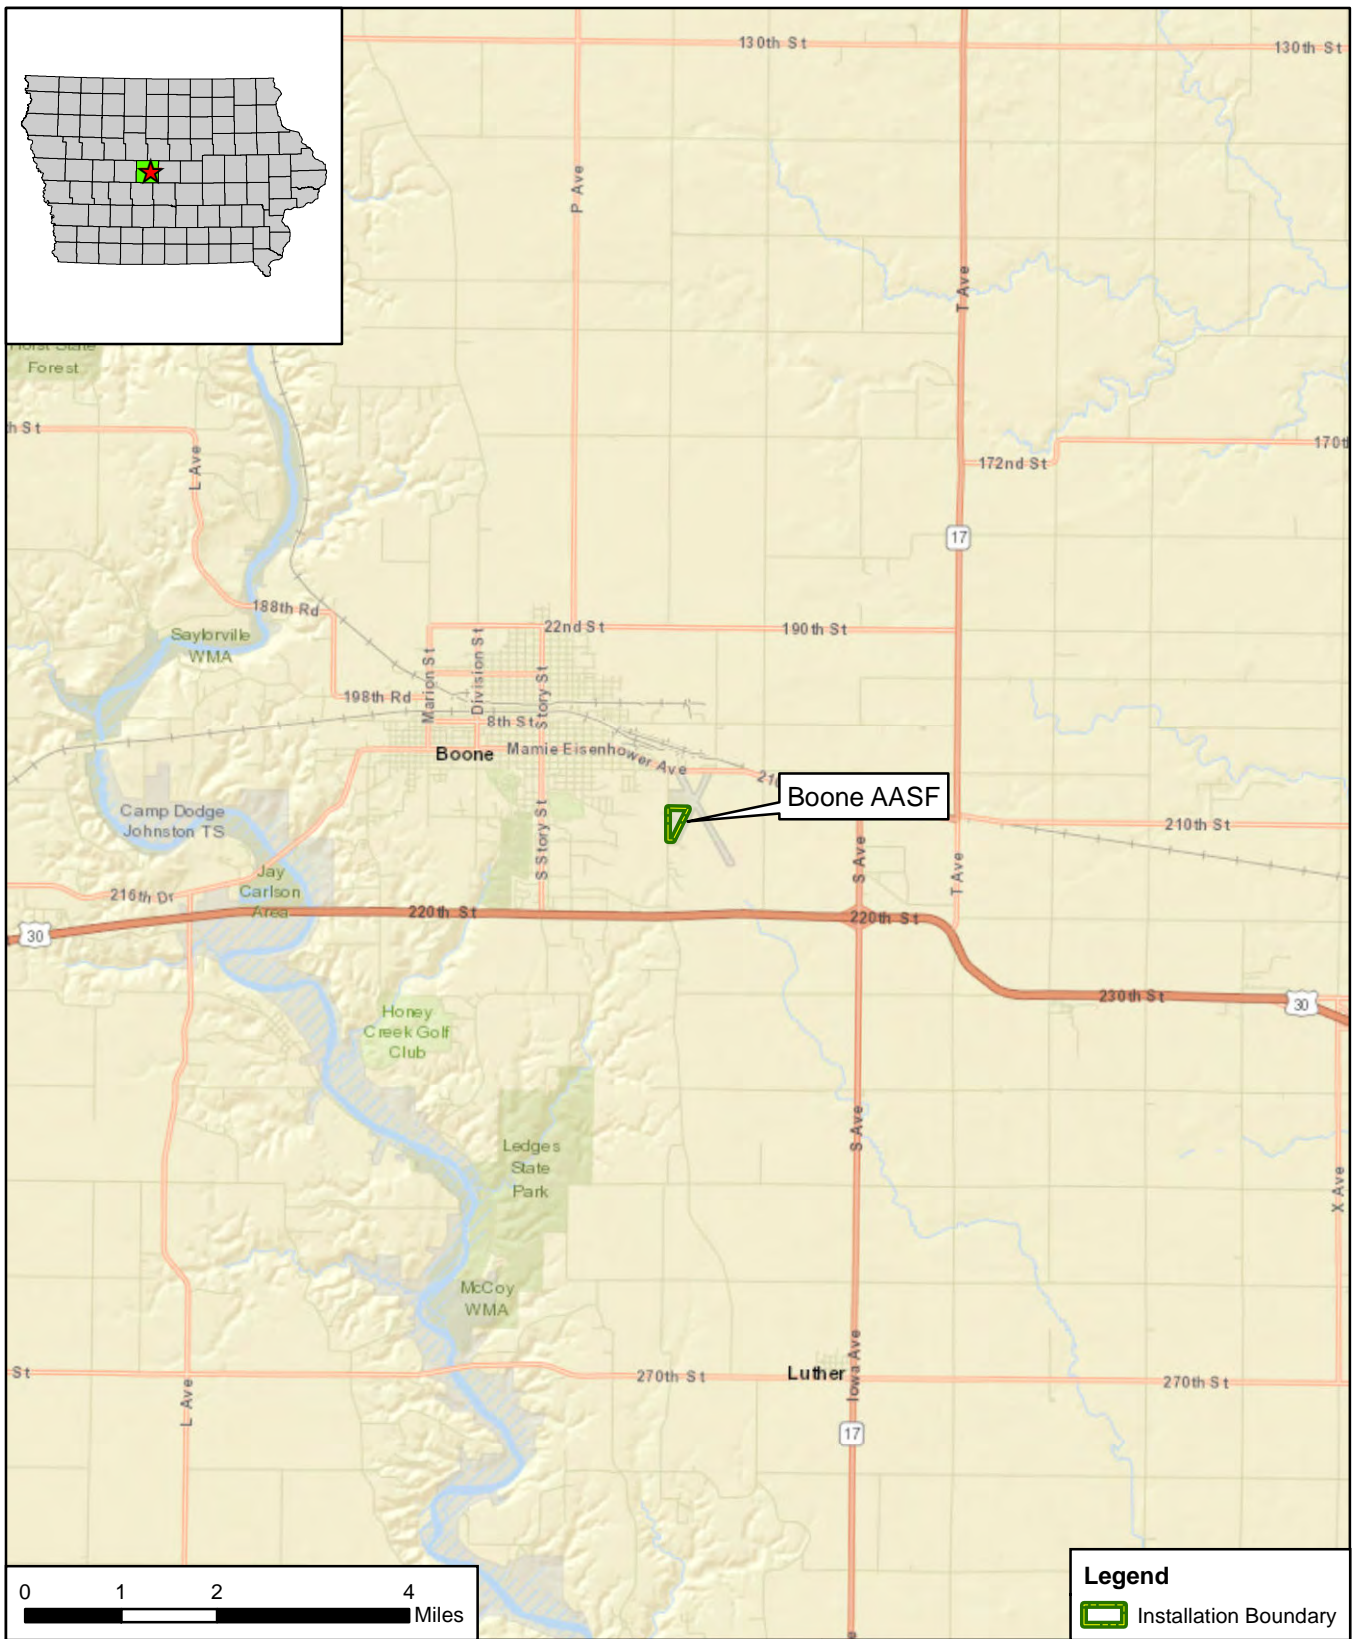 130th St
130th St
P Ave
T Ave
Forest
h St
L Ave
172nd St
170t
17
188th Rd
Saylorville
WMA
22nd St
190th St
Marion St
Division St
Story St
198th Rd
8th St
Boone
Mamie Eisenhower Ave
21
Boone AASF
Camp Dodge
Johnston TS
S Story St
210th St
S Ave
T Ave
Jay
Carlson
Area
216th Dr
220th St
220th St
30
230th St
30
Honey
Creek Golf
Club
S Ave
Ledges
State
Park
X Ave
McCoy
WMA
St
L Ave
270th St
Luther
Iowa Ave
270th St
17
0 1 2 4
Miles
Legend
Installation Boundary